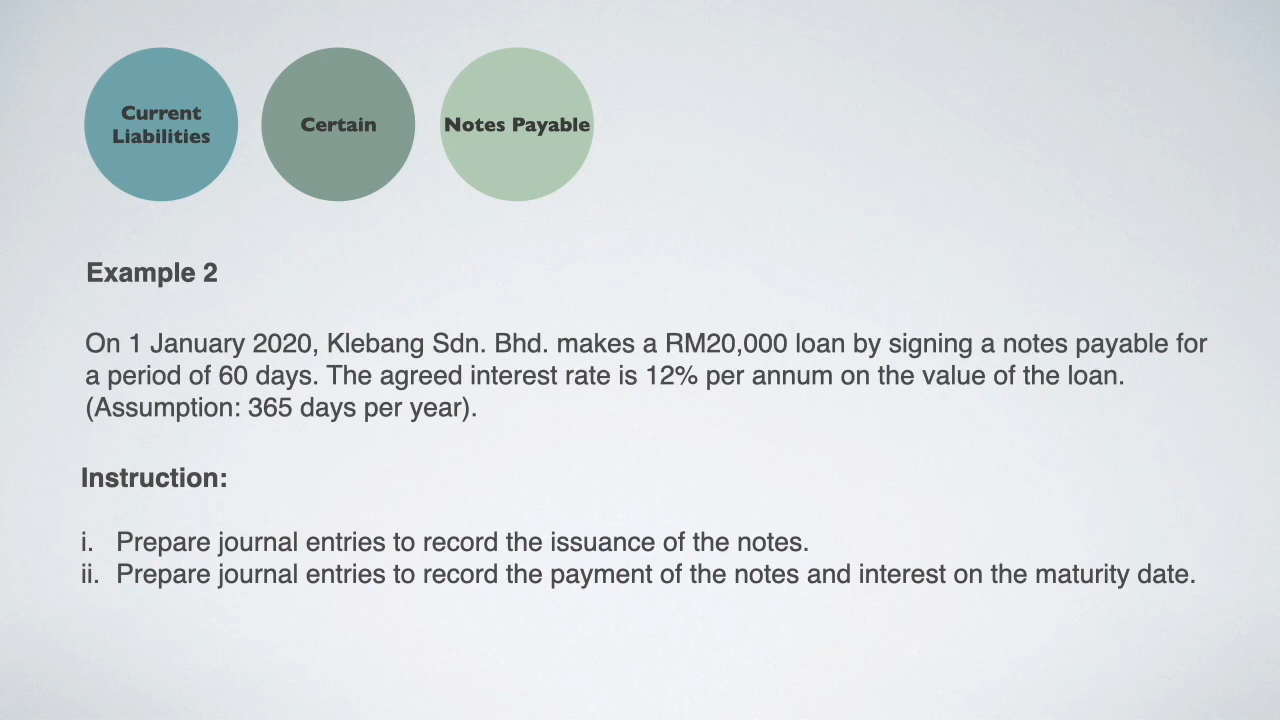 Current
Liabilities
Certain
Notes Payable
Example 2
On 1 January 2020, Klebang Sdn. Bhd. makes a RM20,000 loan by signing a notes payable for
a period of 60 days. The agreed interest rate is 12% per annum on the value of the loan.
(Assumption: 365 days per year).
Instruction:
i. Prepare journal entries to record the issuance of the notes.
ii. Prepare journal entries to record the payment of the notes and interest on the maturity date.